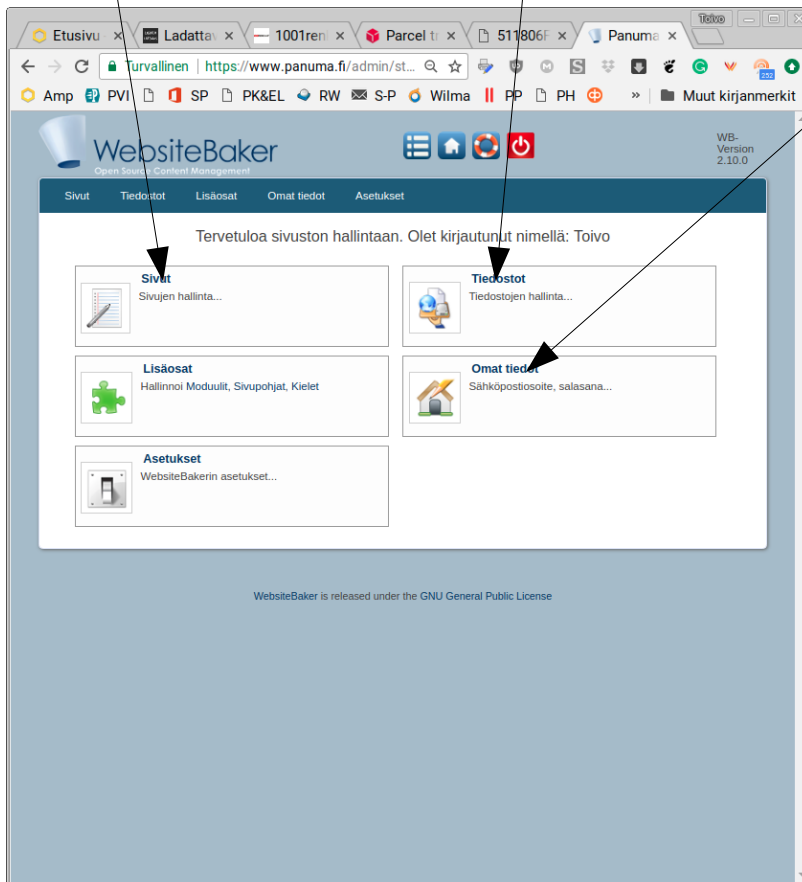 Toivo
Etusivu
Ladattav
1001renk
Parcel tr
511806F
Panuma
Turvallinen | https://www.panuma.fi/admin/st...
252
Amp PVI SP PK&EL RW S-P Wilma PP PH » Muut kirjanmerkit
WebsiteBaker
Open Source Content Management
WB-
Version
2.10.0
Sivut Tiedostot Lisäosat Omat tiedot Asetukset
Tervetuloa sivuston hallintaan. Olet kirjautunut nimellä: Toivo
Sivut
Sivujen hallinta...
Tiedostot
Tiedostojen hallinta...
Lisäosat
Hallinnoi Moduulit, Sivupohjat, Kielet
Omat tiedot
Sähköpostiosoite, salasana...
Asetukset
WebsiteBakerin asetukset...
WebsiteBaker is released under the GNU General Public License